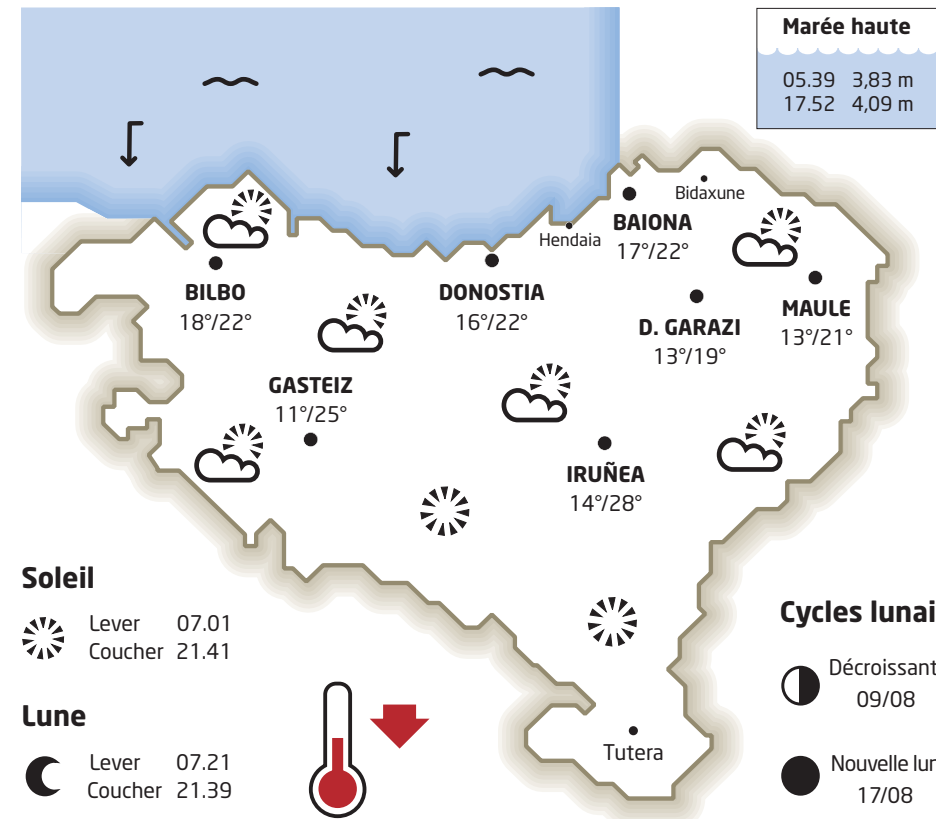 Marée haute
05.39 3,83 m
17.52 4,09 m
Bidaxune
BAIONA
17°/22°
Hendaia
BILBO
18°/22°
DONOSTIA
16°/22°
D. GARAZI
13°/19°
MAULE
13°/21°
GASTEIZ
11°/25°
IRUÑEA
14°/28°
Tutera
Soleil
Lever 07.01
Coucher 21.41
Lune
Lever 07.21
Coucher 21.39
Cycles lunai
Décroissant
09/08
Nouvelle lun
17/08